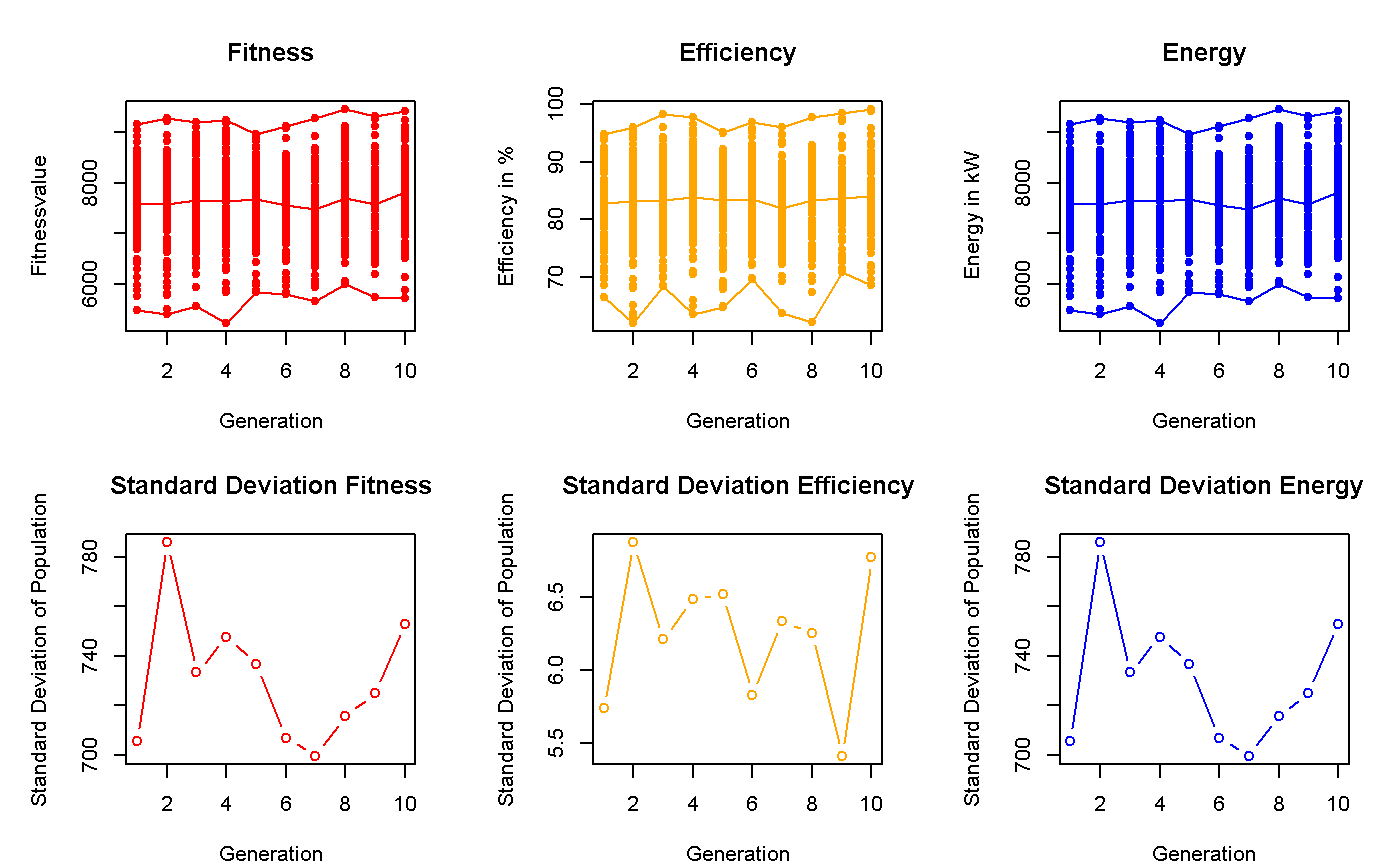 Fitness
Fitnessvalue
8000
6000
2 4 6 8 10
Generation
Efficiency
Efficiency in %
100
90
80
70
2 4 6 8 10
Generation
Energy
Energy in kW
8000
6000
2 4 6 8 10
Generation
Standard Deviation Fitness
Standard Deviation of Population
780
740
700
2 4 6 8 10
Generation
Standard Deviation Efficiency
Standard Deviation of Population
6.5
6.0
5.5
2 4 6 8 10
Generation
Standard Deviation Energy
Standard Deviation of Population
780
740
700
2 4 6 8 10
Generation